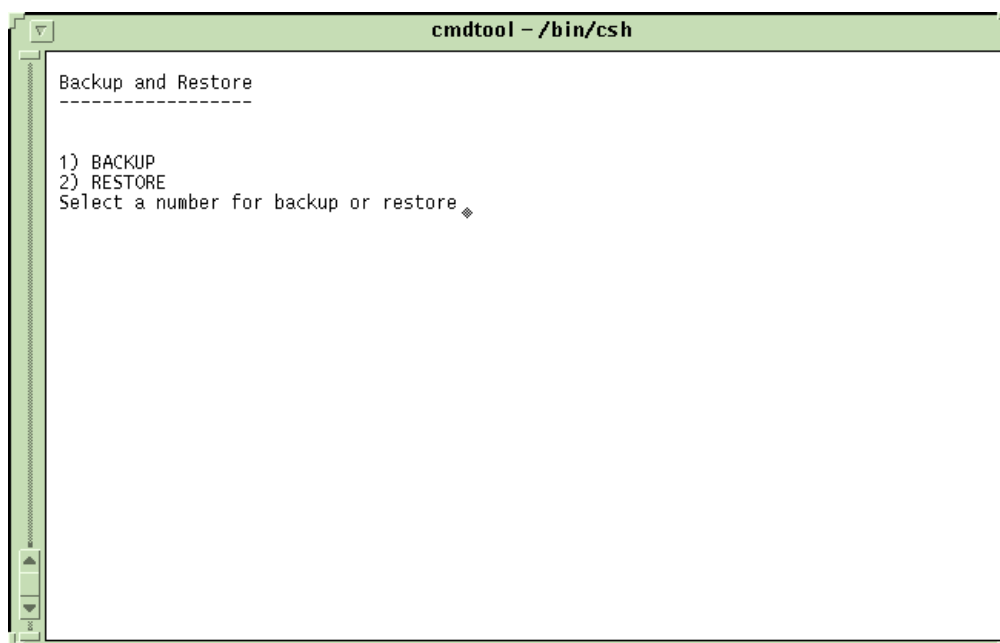 cmdtool – /bin/csh
Backup and Restore
------------------
1) BACKUP
2) RESTORE
Select a number for backup or restore